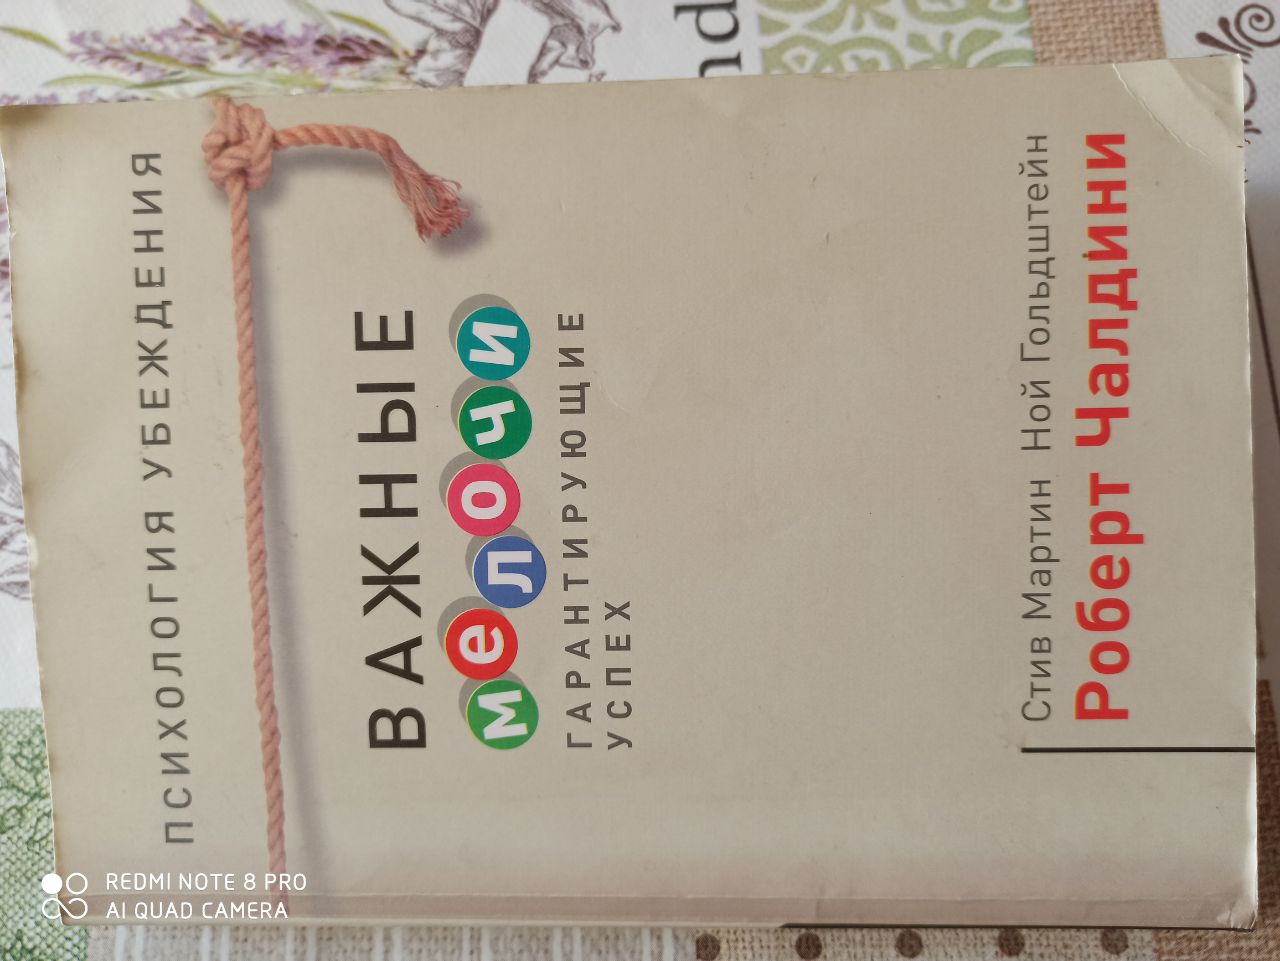 ПСИХОЛОГИЯ УБЕЖДЕНИЯ
ВАЖНЫЕ
мелочи
ГАРАНТИРУЮЩИЕ
УСПЕХ
Стив Мартин Ной Гольдштейн
Роберт Чалдини
nd
REDMI NOTE 8 PRO
AI QUAD CAMERA